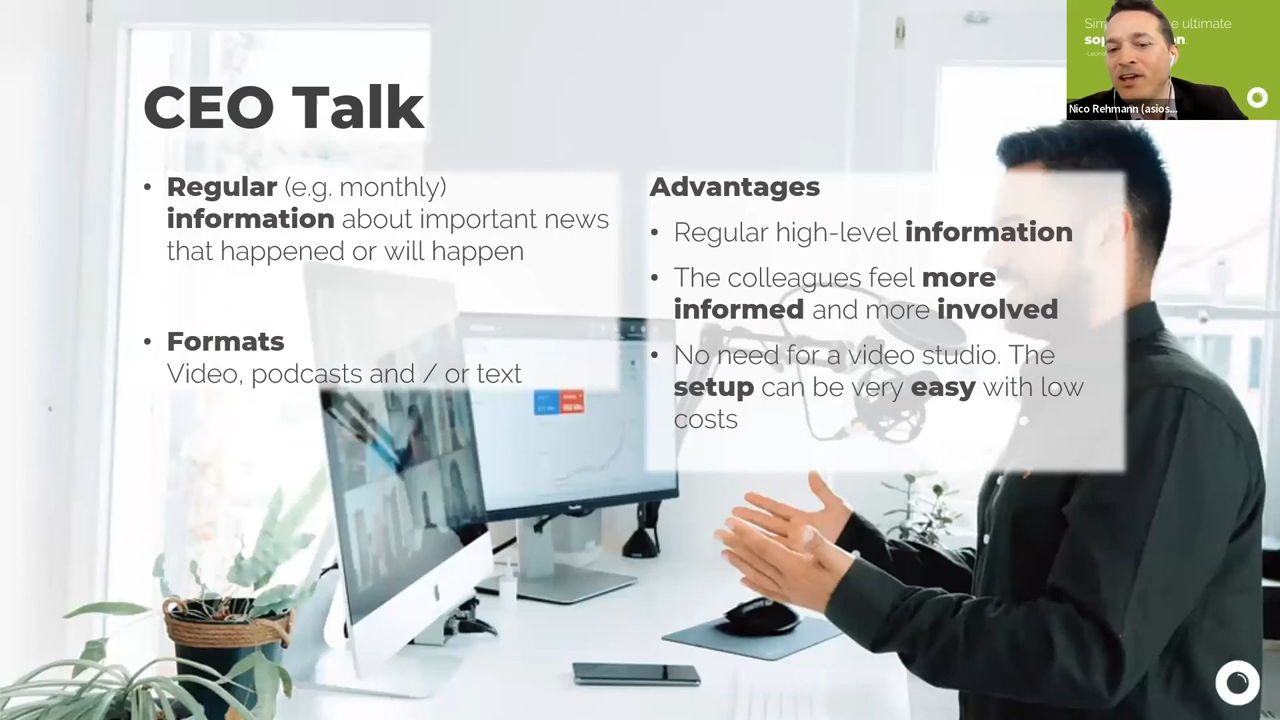 CEO Talk
• Regular (e.g. monthly)
information about important news
that happened or will happen
• Formats
Video, podcasts and / or text
Advantages
• Regular high-level information
• The colleagues feel more
informed and more involved
• No need for a video studio. The
setup can be very easy with low
costs
ultimate
Nico Rehmann (asios...